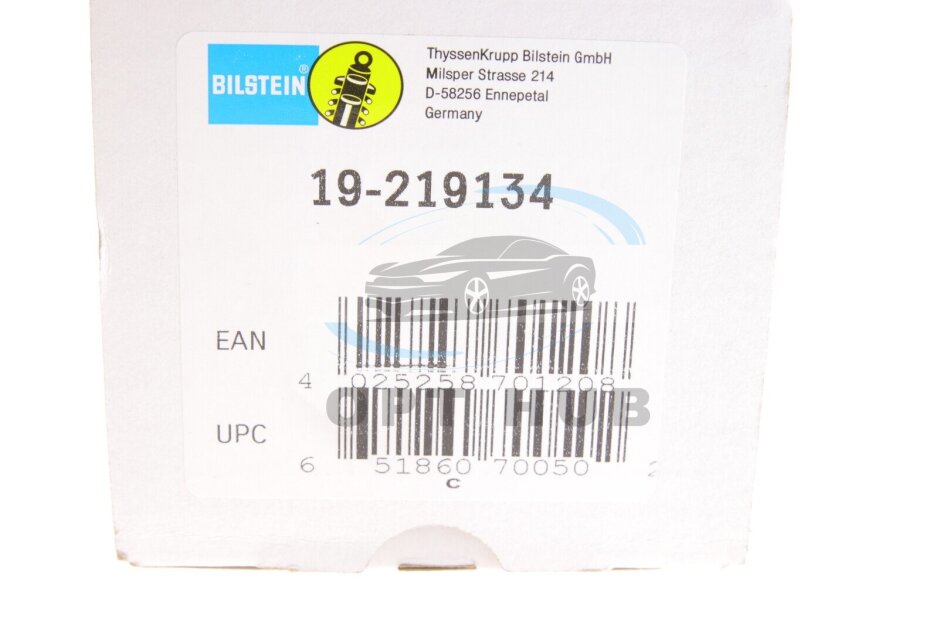 BILSTEIN®
ThyssenKrupp Bilstein GmbH
Milsper Strasse 214
D-58256 Ennepetal
Germany
19-219134
EAN
4 025258 701208
OPT HUB
UPC
6 51860 70050 2
C